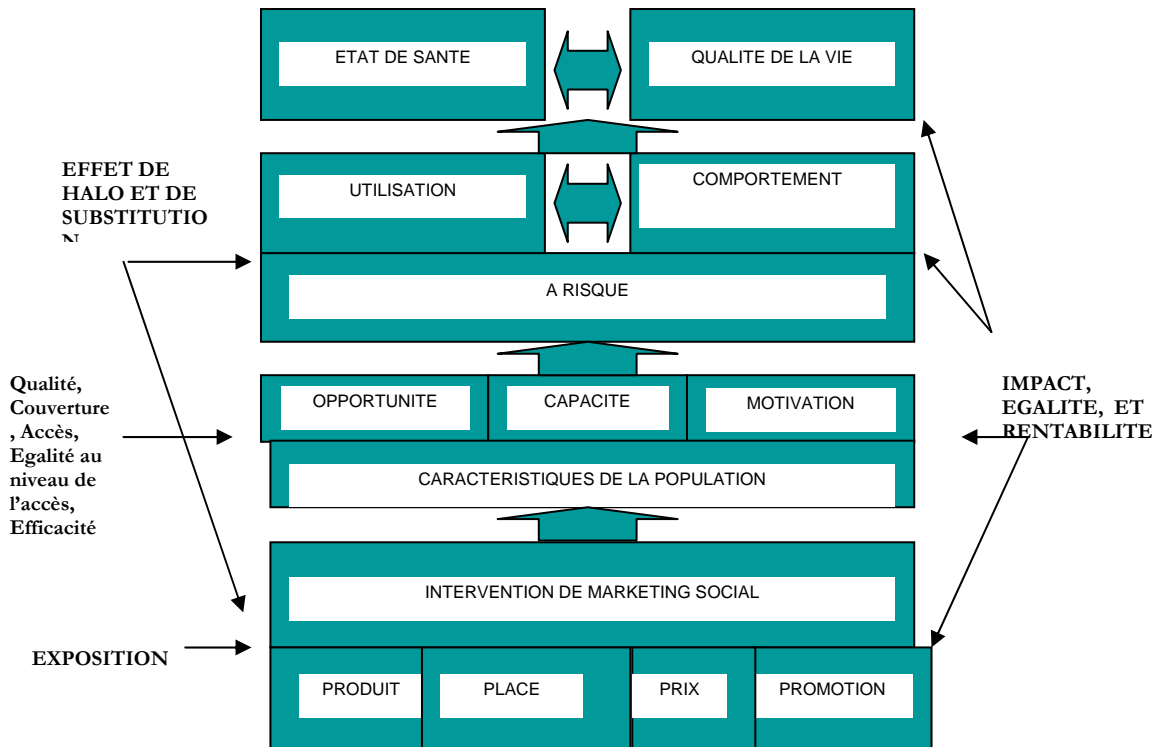 ETAT DE SANTE
QUALITE DE LA VIE
EFFET DE
HALO ET DE
SUBSTITUTIO
N
UTILISATION
COMPORTEMENT
A RISQUE
Qualité,
Couverture
, Accès,
Egalité au
niveau de
l’accès,
Efficacité
OPPORTUNITE
CAPACITE
MOTIVATION
IMPACT,
EGALITE, ET
RENTABILITE
CARACTERISTIQUES DE LA POPULATION
INTERVENTION DE MARKETING SOCIAL
EXPOSITION
PRODUIT
PLACE
PRIX
PROMOTION